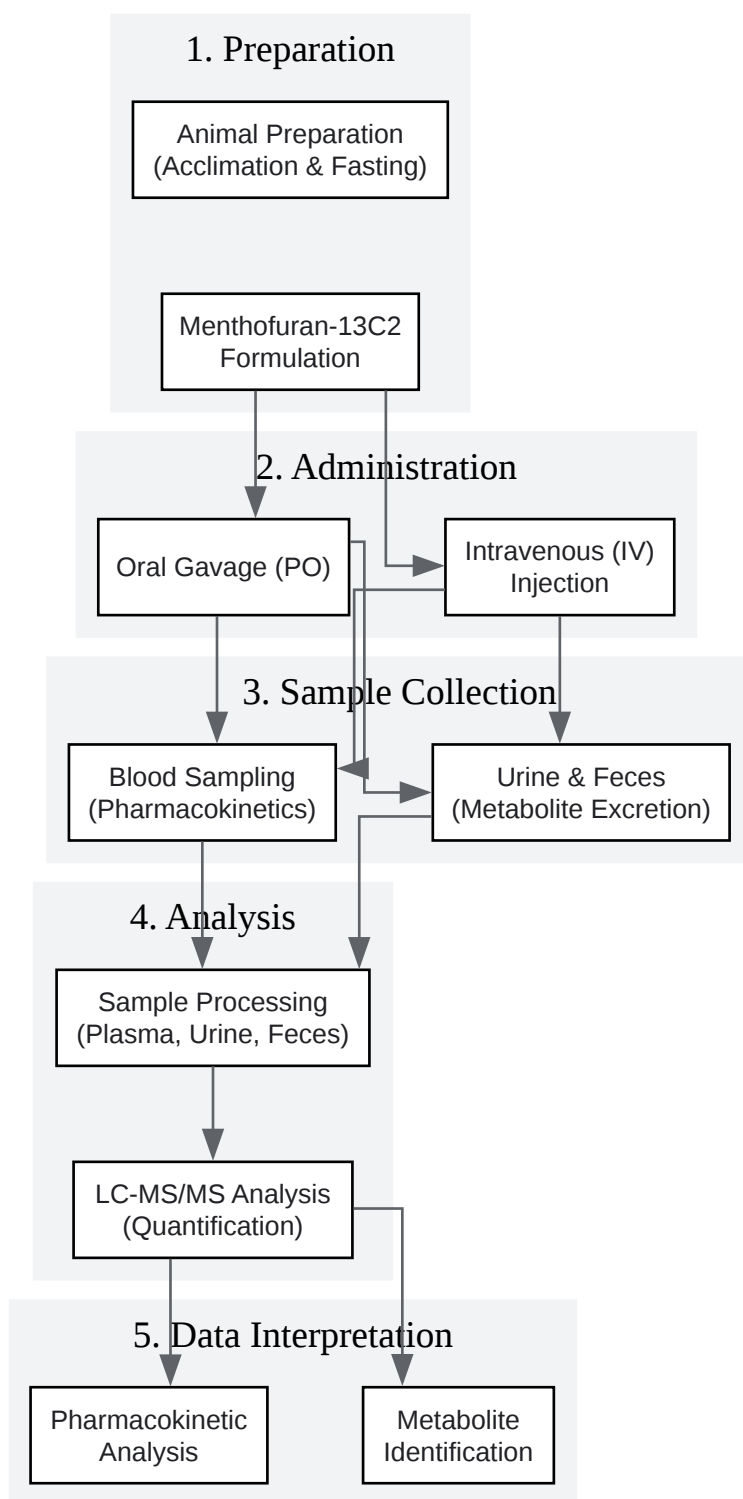 1. Preparation
Animal Preparation
(Acclimation & Fasting)
Menthofuran-13C2
Formulation
2. Administration
Oral Gavage (PO)
Intravenous (IV)
Injection
3. Sample Collection
Blood Sampling
(Pharmacokinetics)
Urine & Feces
(Metabolite Excretion)
4. Analysis
Sample Processing
(Plasma, Urine, Feces)
LC-MS/MS Analysis
(Quantification)
5. Data Interpretation
Pharmacokinetic
Analysis
Metabolite
Identification